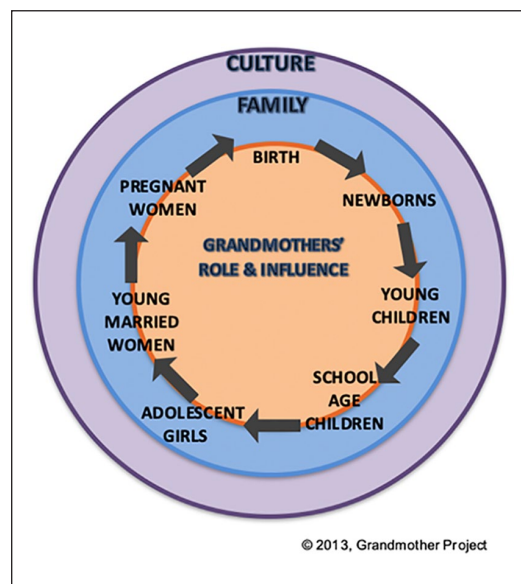 CULTURE
FAMILY
BIRTH
NEWBORNS
YOUNG
CHILDREN
SCHOOL
AGE
CHILDREN
ADOLESCENT
GIRLS
YOUNG
MARRIED
WOMEN
PREGNANT
WOMEN
GRANDMOTHERS'
ROLE & INFLUENCE
© 2013, Grandmother Project